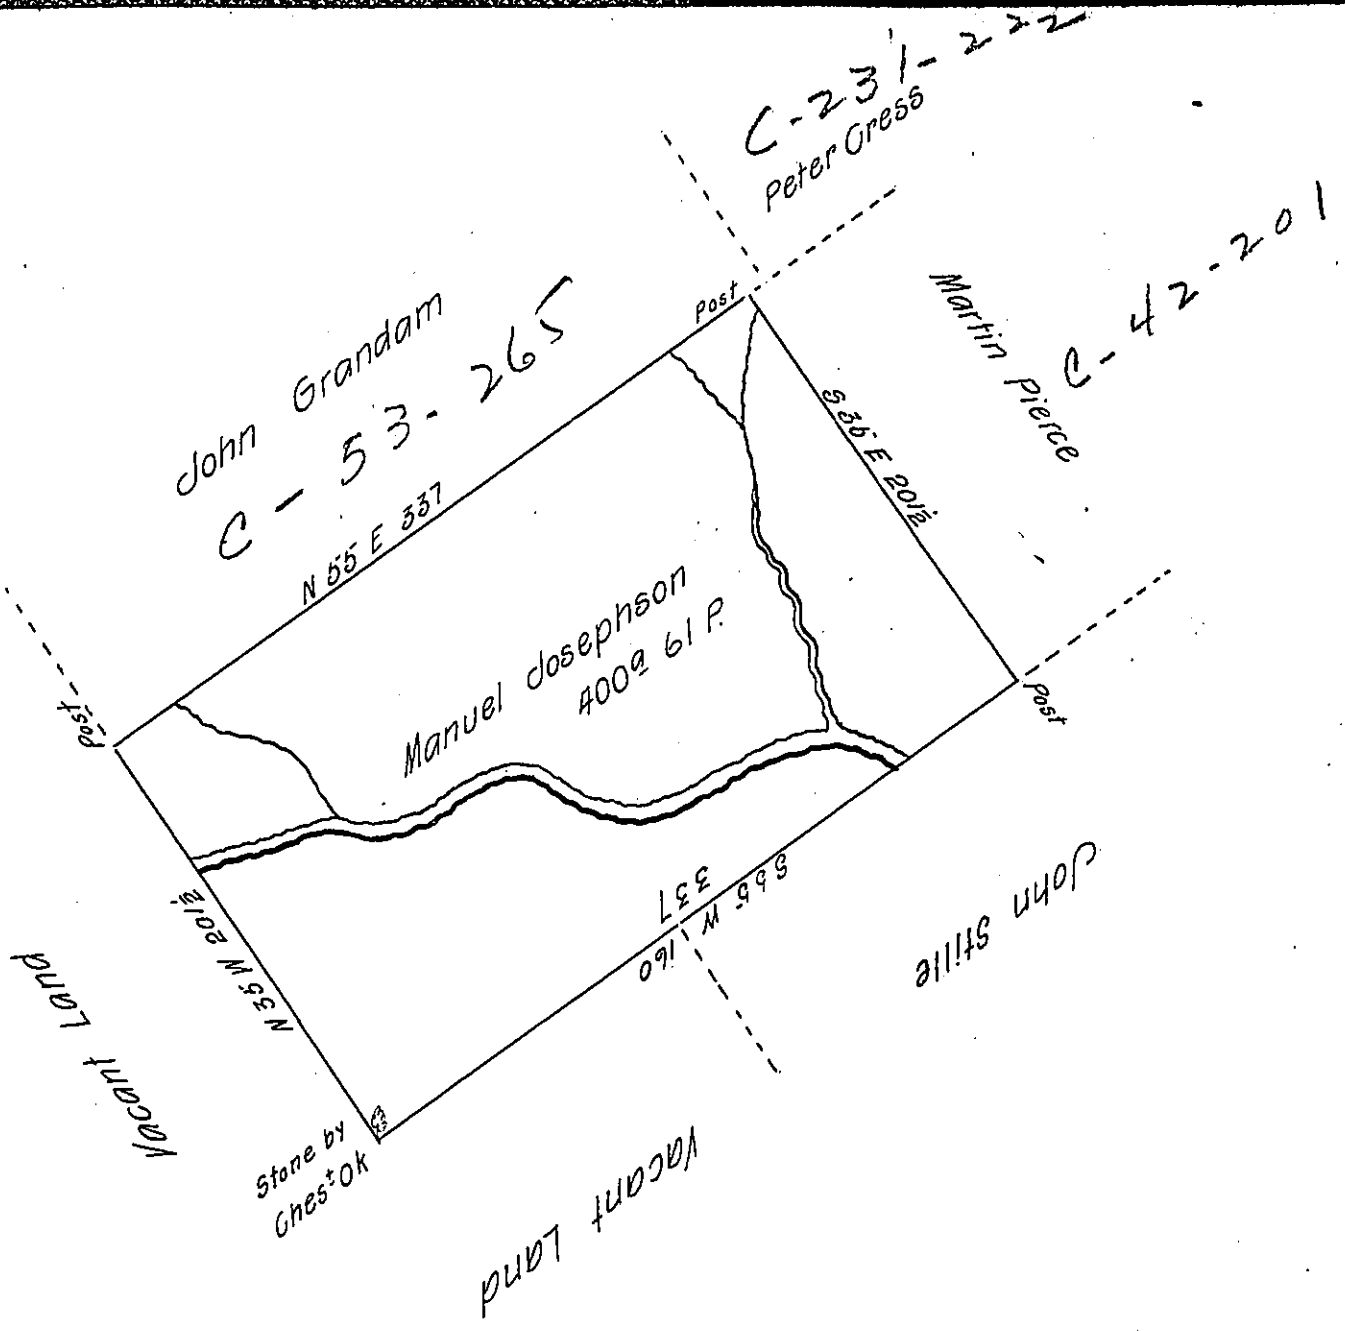 C-231-222
Peter Gress
C-42-201
Martin Pierce
John Grandam
C-53-265
Post
N 55 E 337
S 35 E 201½
Manuel Josephson
400a 61 P.
Post
Post
N 35 W 201½
S 55 W
337
160
John Stille
Vacant Land
Stone by
Ches.t Ok
Vacant Land